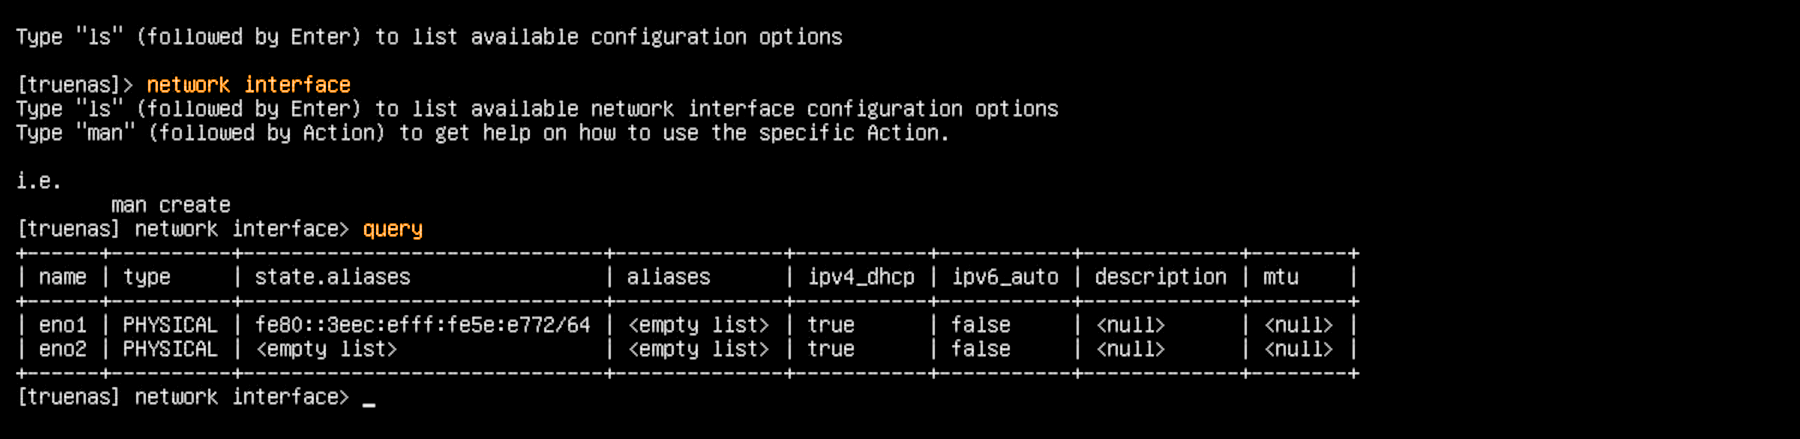 Type "ls" (followed by Enter) to list available configuration options
[truenas]> network interface
Type "ls" (followed by Enter) to list available network interface configuration options
Type "man" (followed by Action) to get help on how to use the specific Action.
i.e.
man create
[truenas] network interface> query
+------+----------+------------------------------+--------------+-----------+-----------+-------------+--------+
| name | type     | state.aliases                | aliases      | ipv4_dhcp | ipv6_auto | description | mtu    |
+------+----------+------------------------------+--------------+-----------+-----------+-------------+--------+
| eno1 | PHYSICAL | fe80::3eec:efff:fe5e:e772/64 | <empty list> | true      | false     | <null>      | <null> |
| eno2 | PHYSICAL | <empty list>                 | <empty list> | true      | false     | <null>      | <null> |
+------+----------+------------------------------+--------------+-----------+-----------+-------------+--------+
[truenas] network interface> _